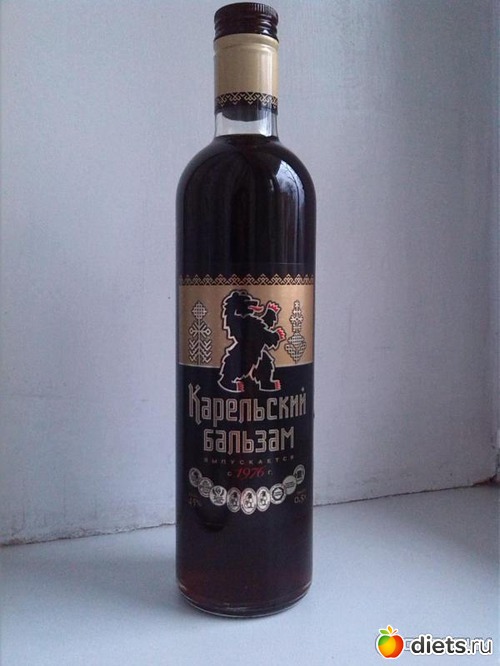 Карельский
бальзам
ВЫПУСКАЕТСЯ
с 1976 г.
diets.ru